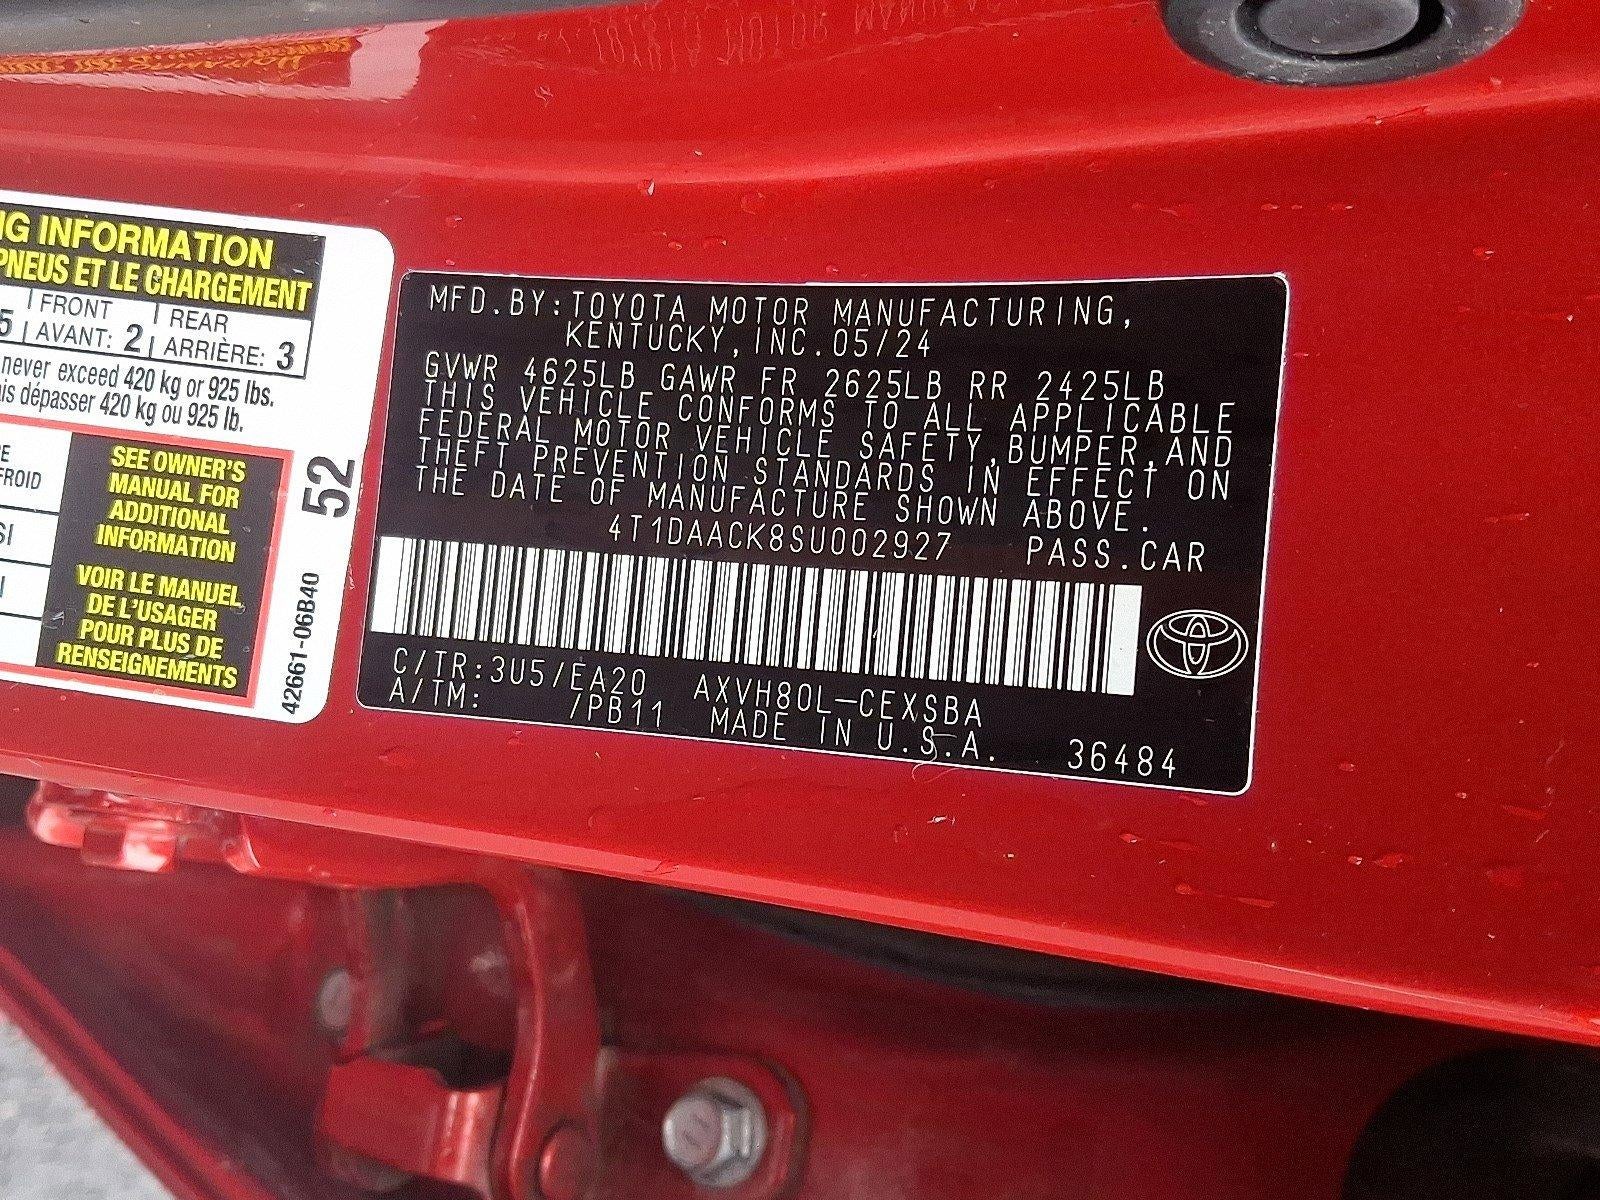 NG INFORMATION
PNEUS ET LE CHARGEMENT
5 | FRONT | REAR
AVANT: 2 | ARRIÈRE: 3
never exceed 420 kg or 925 lbs.
is dépasser 420 kg ou 925 lb.
FROID
SEE OWNER'S
MANUAL FOR
ADDITIONAL
INFORMATION
VOIR LE MANUEL
DE L'USAGER
POUR PLUS DE
RENSEIGNEMENTS
52
42661-06B40
MFD.BY:TOYOTA MOTOR MANUFACTURING,
KENTUCKY,INC.05/24
GVWR 4625LB GAWR FR 2625LB RR 2425LB
THIS VEHICLE CONFORMS TO ALL APPLICABLE
FEDERAL MOTOR VEHICLE SAFETY,BUMPER,AND
THEFT PREVENTION STANDARDS IN EFFECT ON
THE DATE OF MANUFACTURE SHOWN ABOVE.
4T1DAACK8SU002927 PASS.CAR
C/TR:3U5/EA20 AXVH80L-CEXSBA
A/TM: /PB11 MADE IN U.S.A. 36484